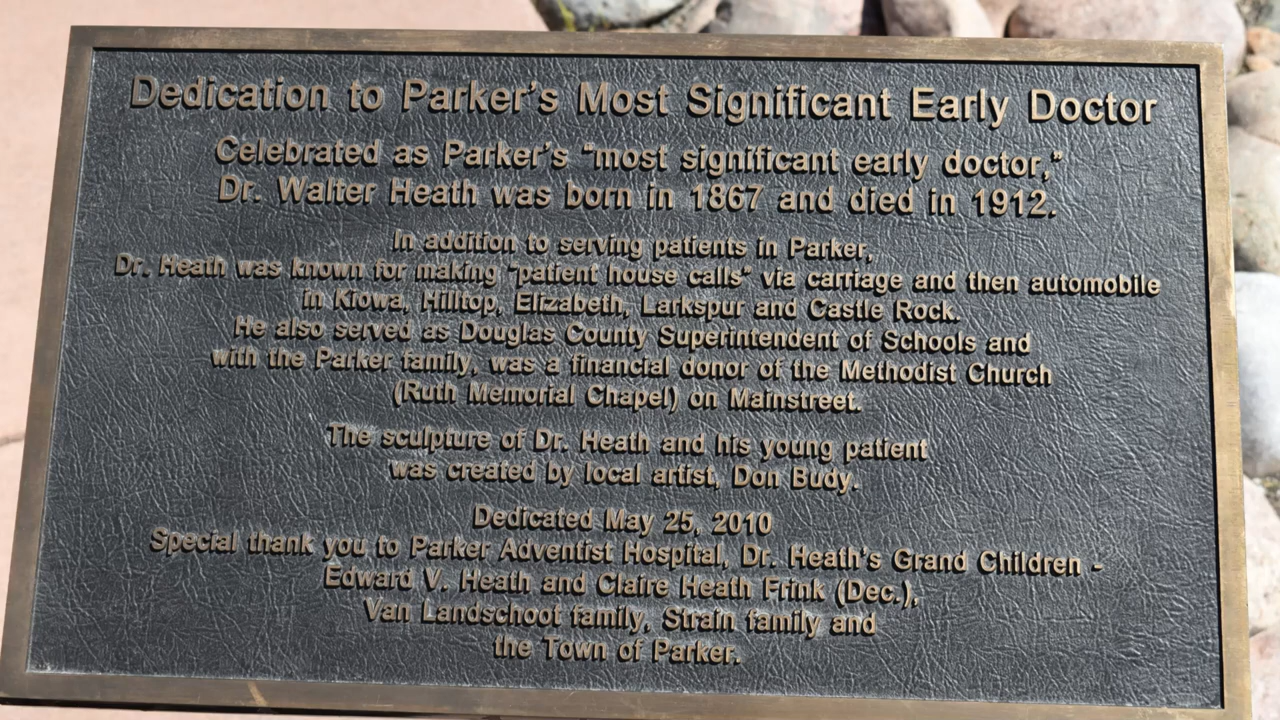 Dedication to Parker's Most Significant Early Doctor
Celebrated as Parker's "most significant early doctor,"
Dr. Walter Heath was born in 1867 and died in 1912.
In addition to serving patients in Parker,
Dr. Heath was known for making "patient house calls" via carriage and then automobile
in Kiowa, Hilltop, Elizabeth, Larkspur and Castle Rock.
He also served as Douglas County Superintendent of Schools and
with the Parker family, was a financial donor of the Methodist Church
(Ruth Memorial Chapel) on Mainstreet.
The sculpture of Dr. Heath and his young patient
was created by local artist, Don Budy.
Dedicated May 25, 2010
Special thank you to Parker Adventist Hospital, Dr. Heath's Grand Children -
Edward V. Heath and Claire Heath Frink (Dec.),
Van Landschoot family, Strain family and
the Town of Parker.